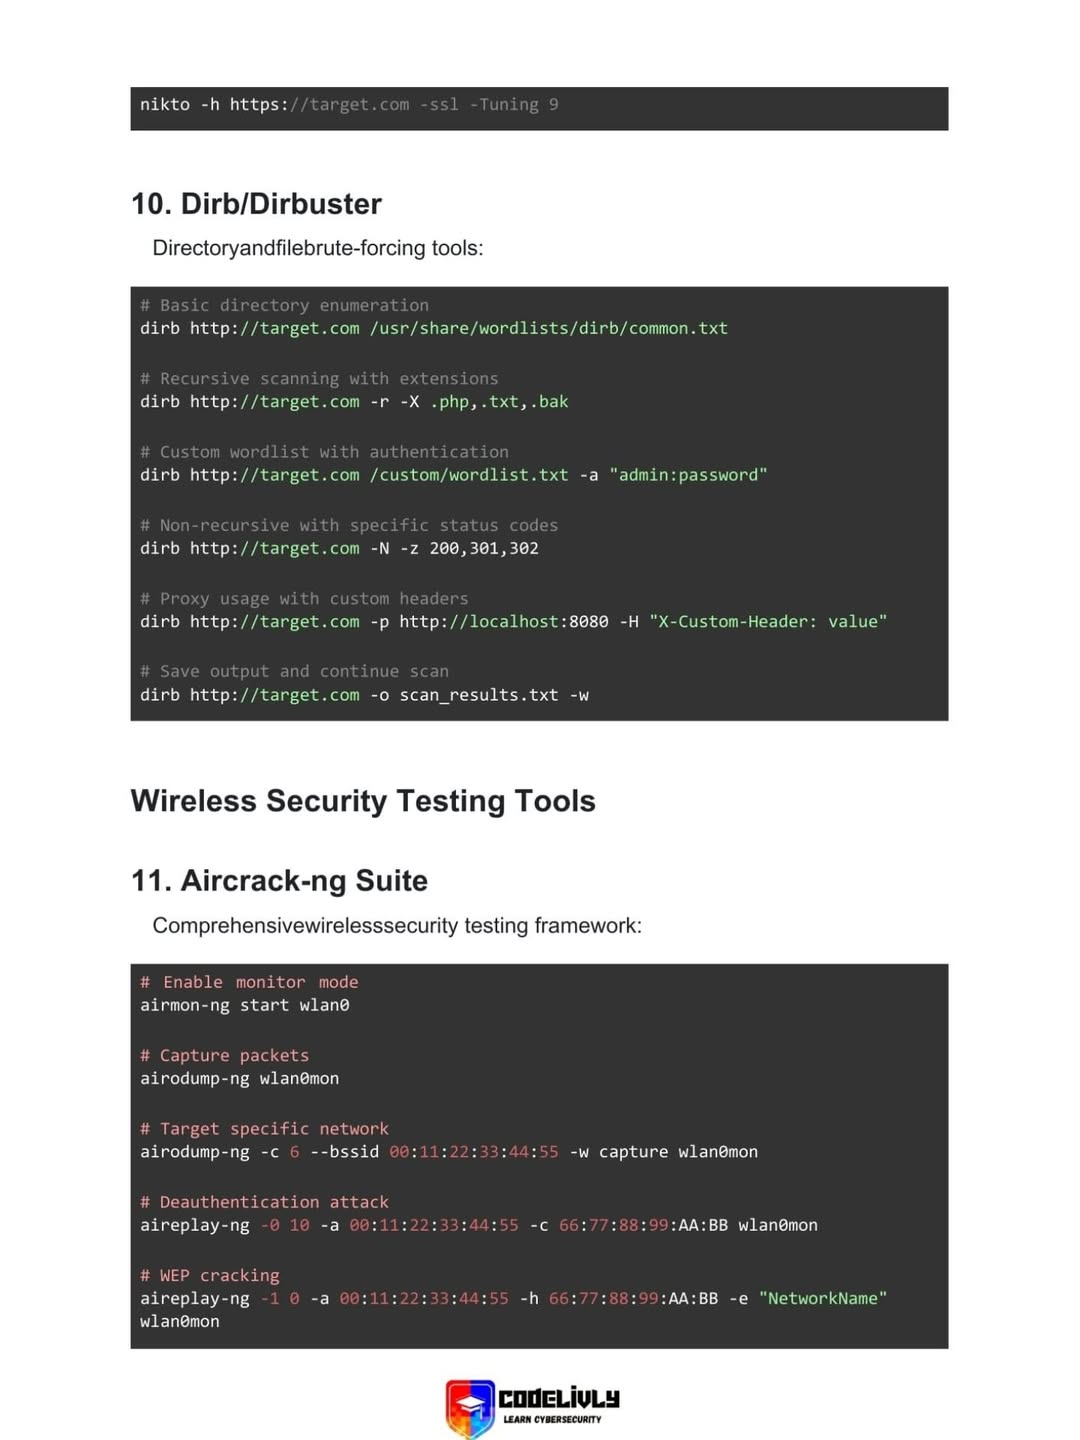 nikto -h https://target.com -ssl -Tuning 9
10. Dirb/Dirbuster
Directoryandfilebrute-forcing tools:
# Basic directory enumeration
dirb http://target.com /usr/share/wordlists/dirb/common.txt
# Recursive scanning with extensions
dirb http://target.com -r -X .php,.txt,.bak
# Custom wordlist with authentication
dirb http://target.com /custom/wordlist.txt -a "admin:password"
# Non-recursive with specific status codes
dirb http://target.com -N -z 200,301,302
# Proxy usage with custom headers
dirb http://target.com -p http://localhost:8080 -H "X-Custom-Header: value"
# Save output and continue scan
dirb http://target.com -o scan_results.txt -w
Wireless Security Testing Tools
11. Aircrack-ng Suite
Comprehensivewirelesssecurity testing framework:
# Enable monitor mode
airmon-ng start wlan0
# Capture packets
airodump-ng wlan0mon
# Target specific network
airodump-ng -c 6 --bssid 00:11:22:33:44:55 -w capture wlan0mon
# Deauthentication attack
aireplay-ng -0 10 -a 00:11:22:33:44:55 -c 66:77:88:99:AA:BB wlan0mon
# WEP cracking
aireplay-ng -1 0 -a 00:11:22:33:44:55 -h 66:77:88:99:AA:BB -e "NetworkName"
wlan0mon
CODELIVLY
LEARN CYBERSECURITY